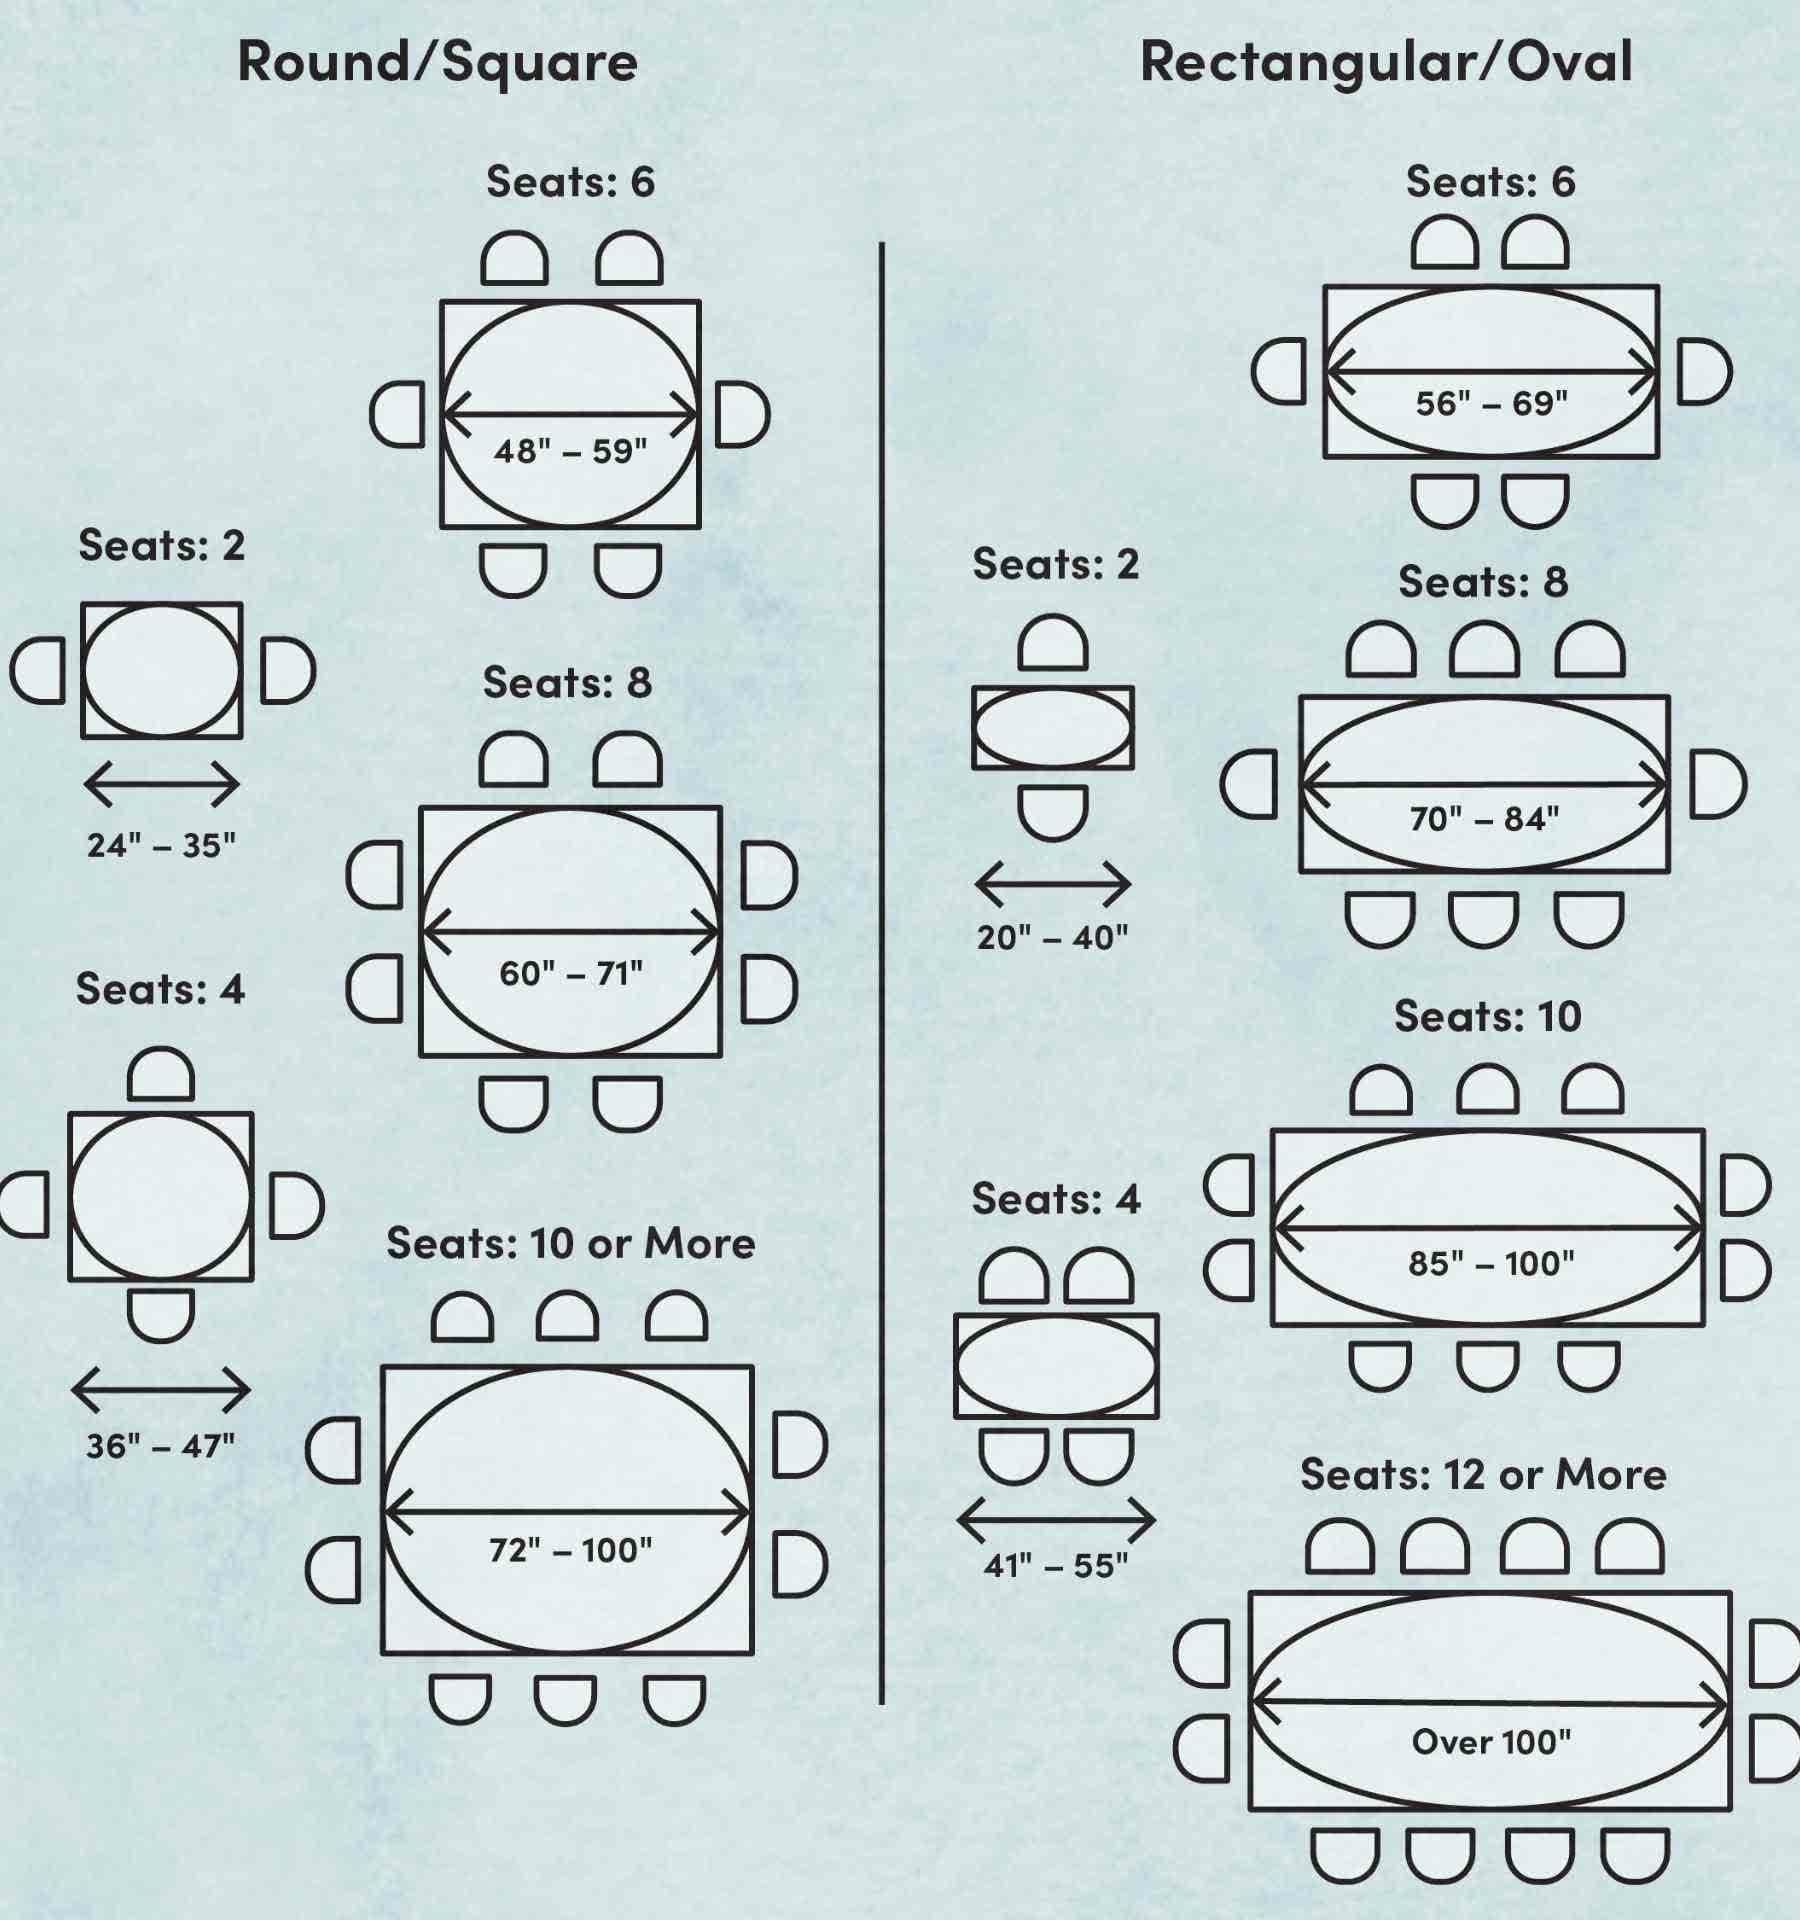 Round/Square
Seats: 2
24" – 35"
Seats: 4
36" – 47"
Seats: 6
48" – 59"
Seats: 8
60" – 71"
Seats: 10 or More
72" – 100"
Rectangular/Oval
Seats: 2
20" – 40"
Seats: 4
41" – 55"
Seats: 6
56" – 69"
Seats: 8
70" – 84"
Seats: 10
85" – 100"
Seats: 12 or More
Over 100"